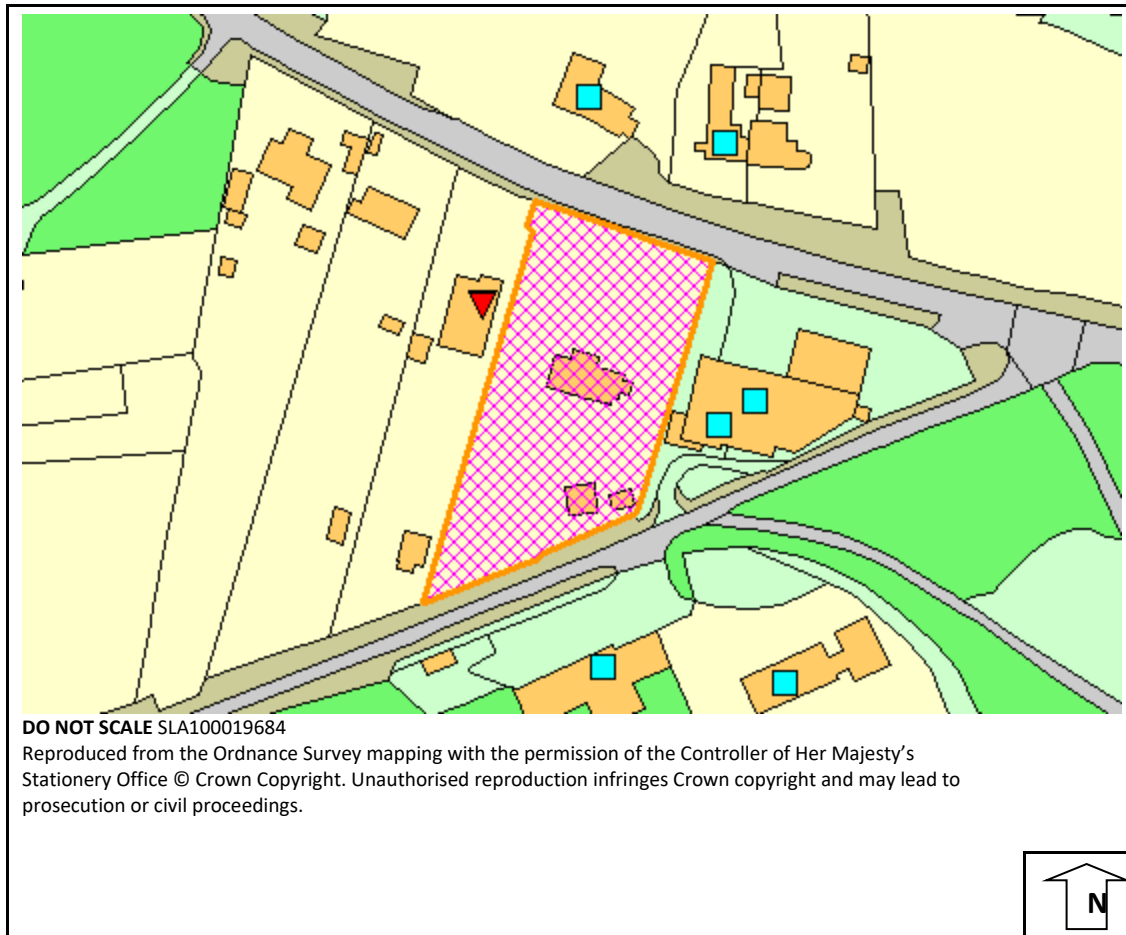 DO NOT SCALE SLA100019684
Reproduced from the Ordnance Survey mapping with the permission of the Controller of Her Majesty’s
Stationery Office © Crown Copyright. Unauthorised reproduction infringes Crown copyright and may lead to
prosecution or civil proceedings.
N